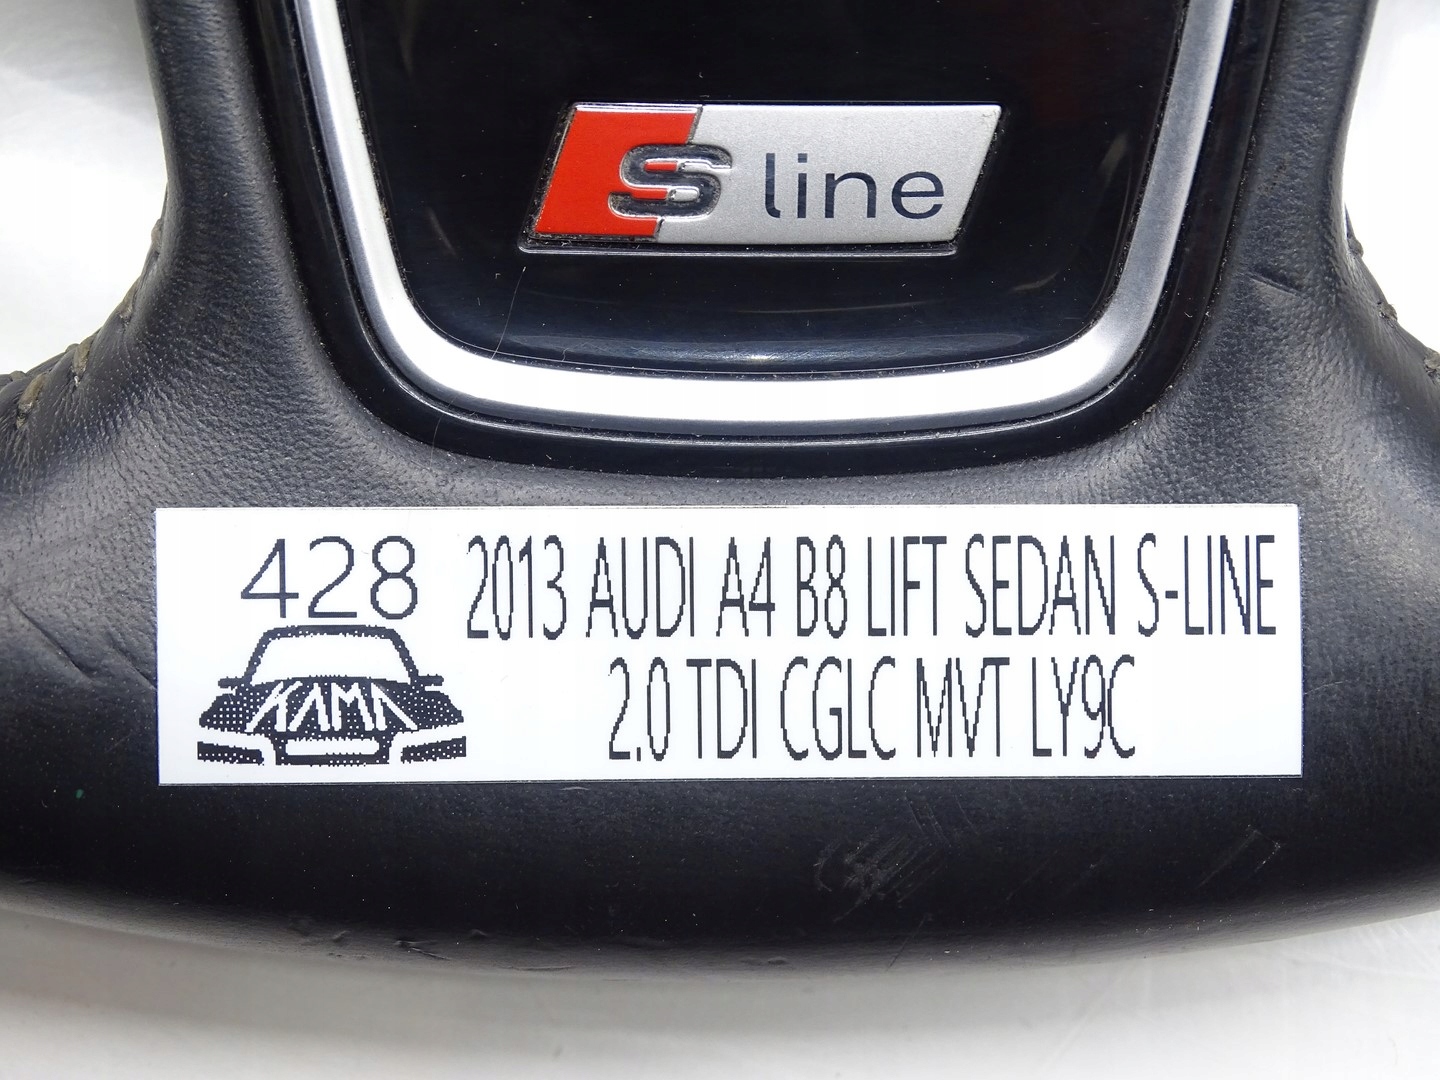 S line
428
KAMA
2013 AUDI A4 B8 LIFT SEDAN S-LINE
2.0 TDI CGLC MVT LY9C